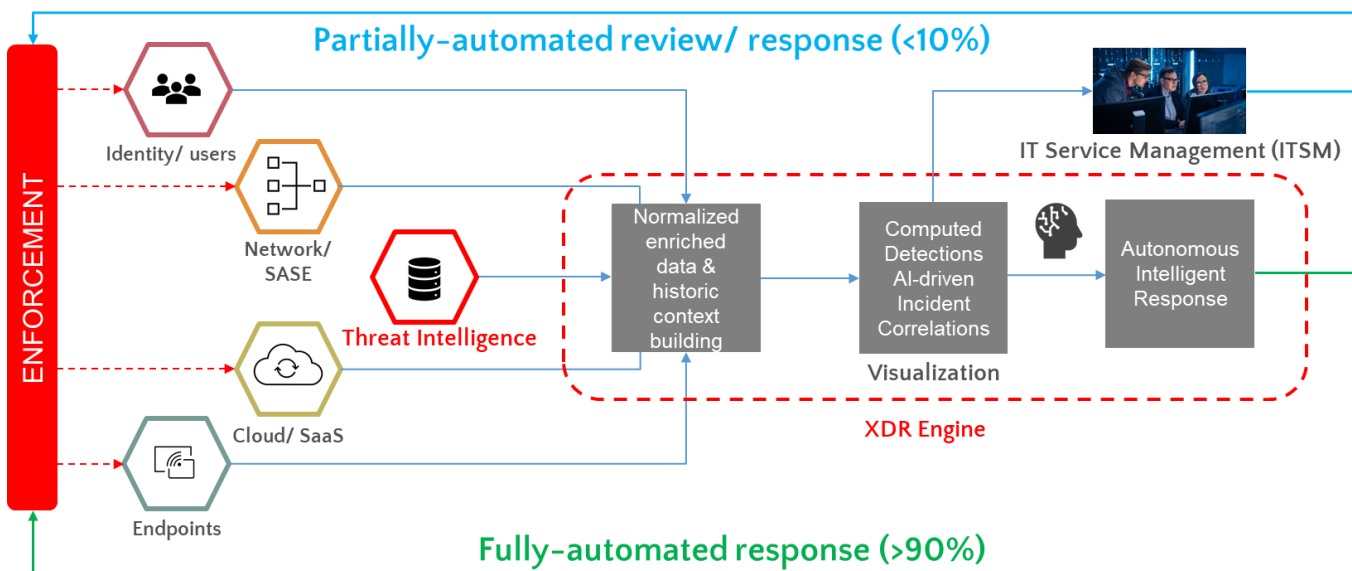 Partially-automated review/ response (<10%)
ENFORCEMENT
Identity/ users
Network/
SASE
Threat Intelligence
Cloud/ SaaS
Endpoints
Normalized
enriched
data &
historic
context
building
Computed
Detections
AI-driven
Incident
Correlations
Visualization
IT Service Management (ITSM)
Autonomous
Intelligent
Response
XDR Engine
Fully-automated response (>90%)